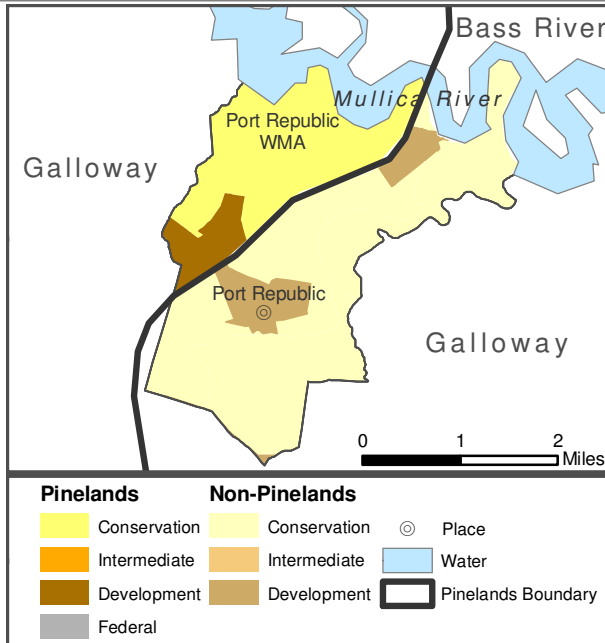 Bass River
Mullica River
Port Republic
WMA
Galloway
Port Republic
Galloway
0 1 2
Miles
Pinelands Non-Pinelands
Conservation Conservation Place
Intermediate Intermediate Water
Development Development Pinelands Boundary
Federal